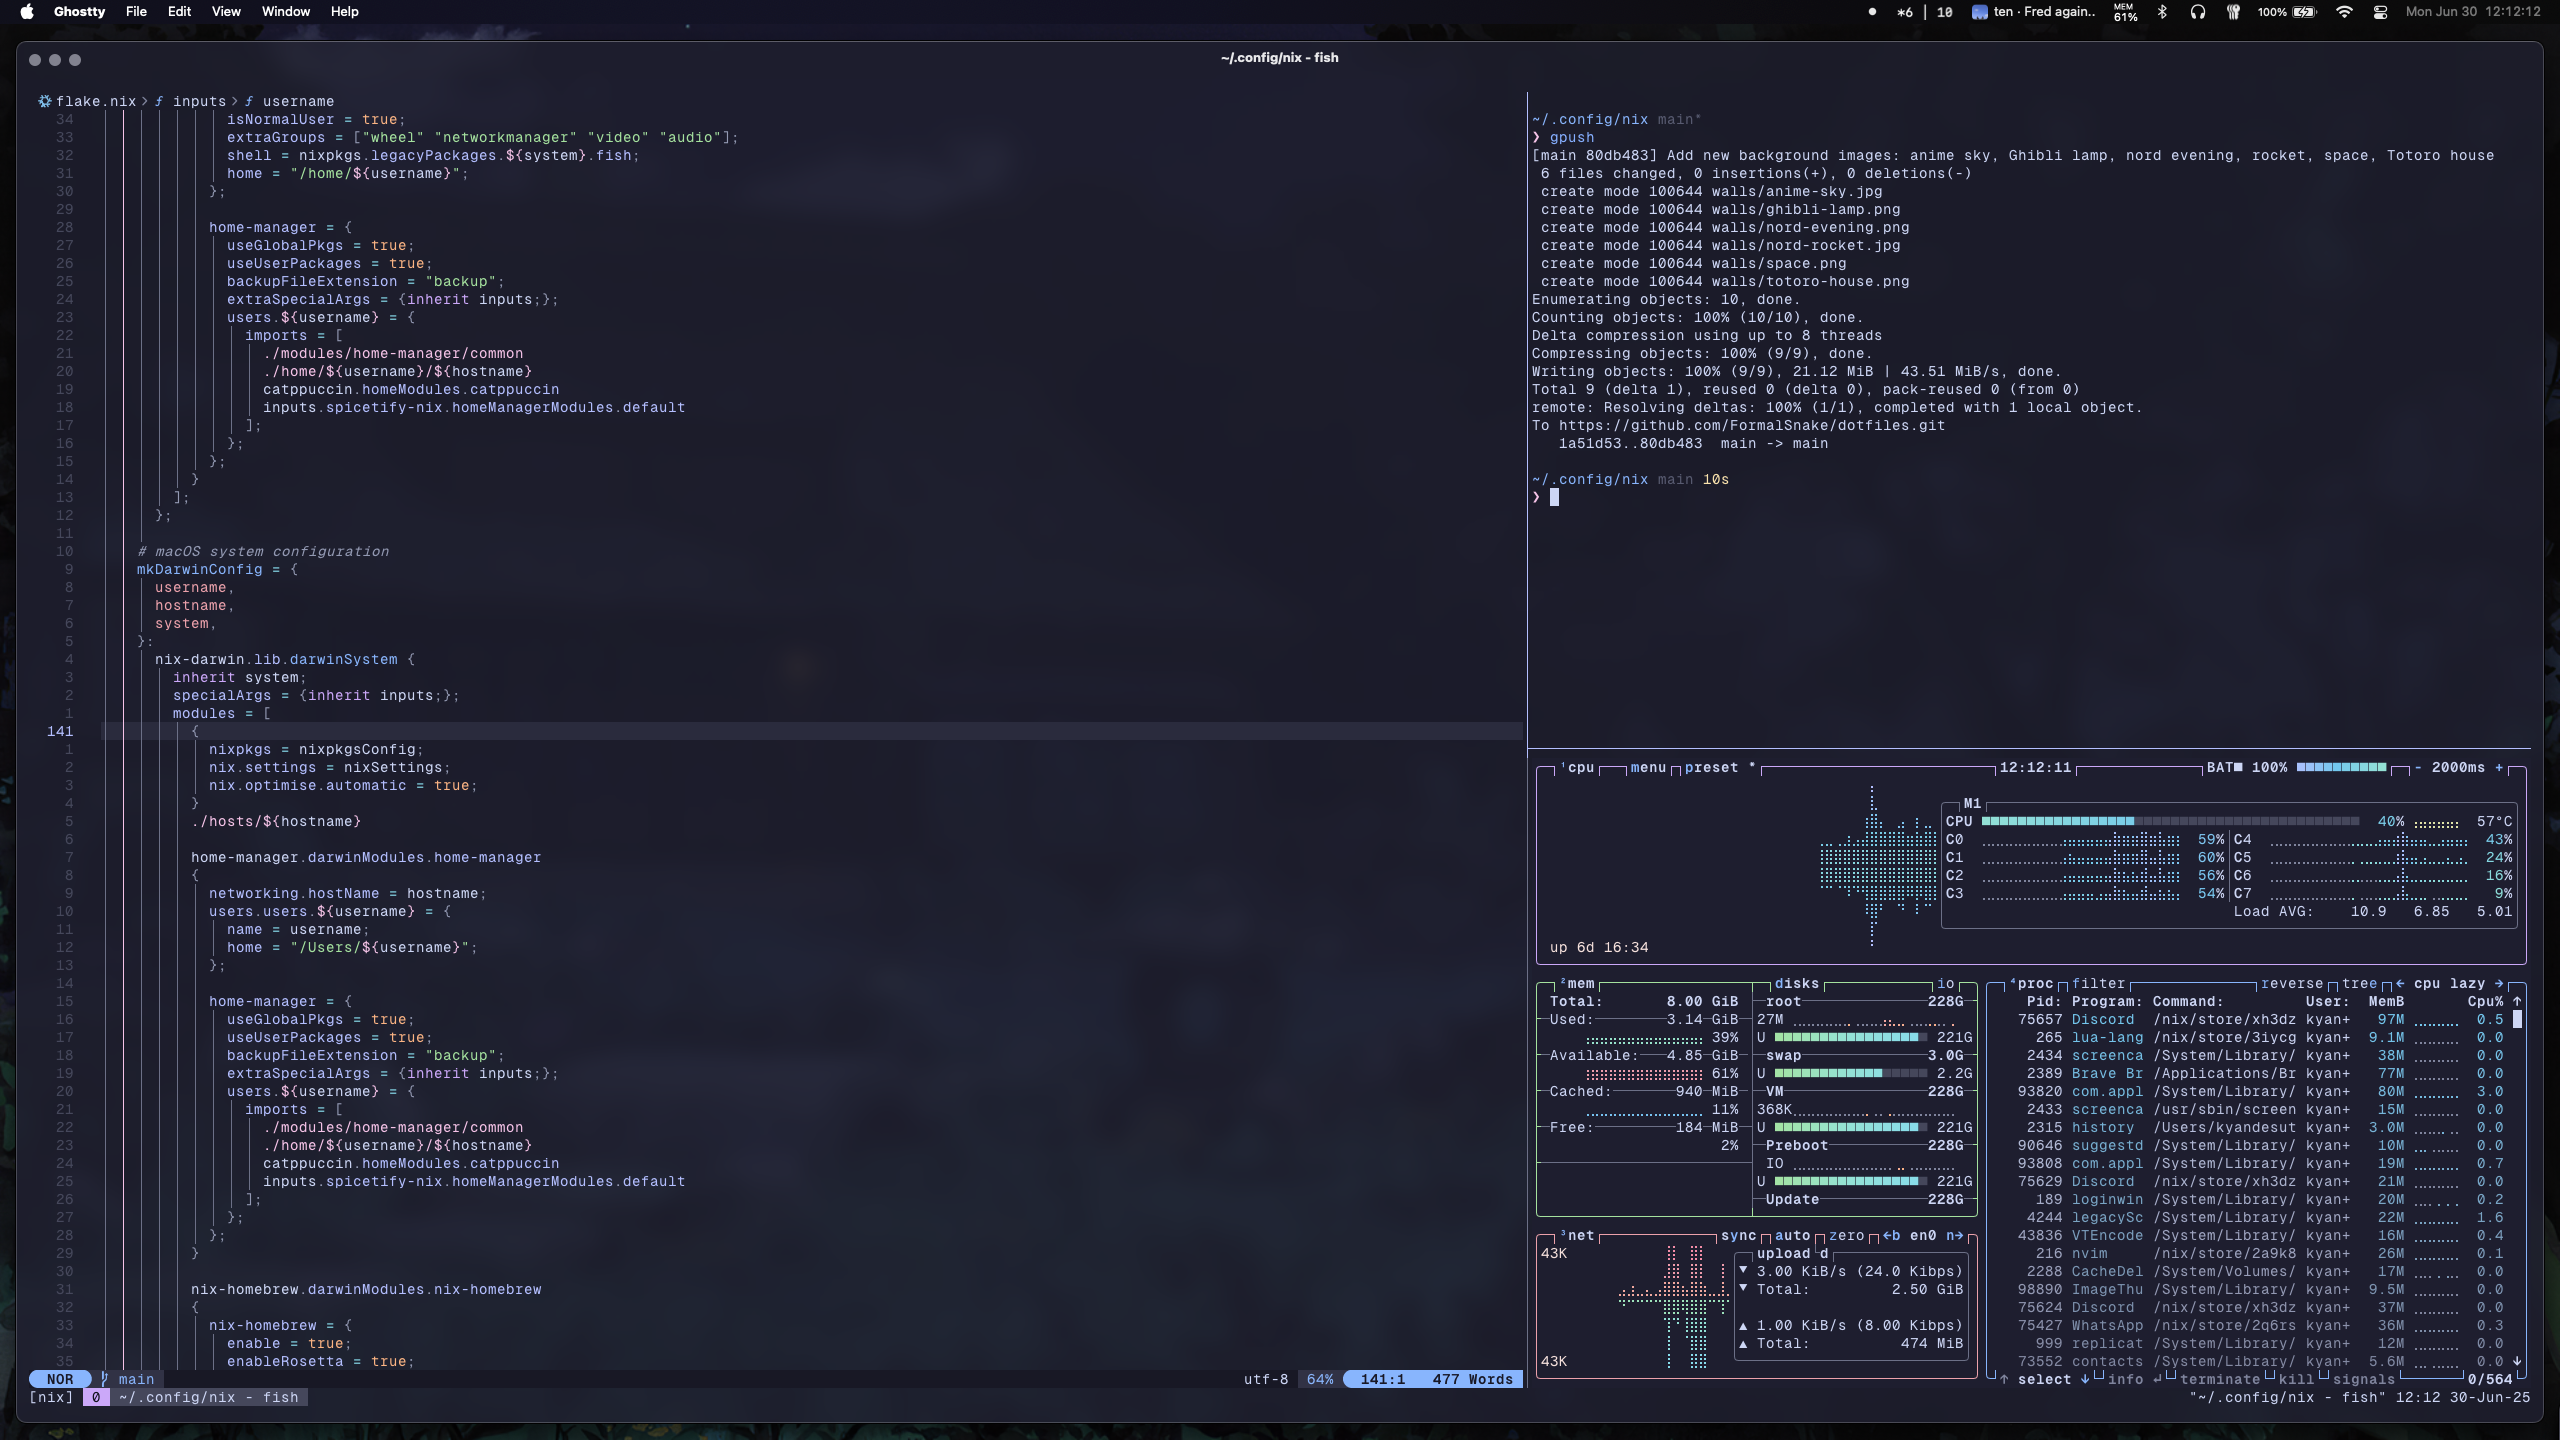 Ghostty File Edit View Window Help
✶6 | 10 ten · Fred again.. MEM 61% 100% Mon Jun 30 12:12:12
~/.config/nix - fish
flake.nix > ƒ inputs > ƒ username
34 isNormalUser = true;
33 extraGroups = ["wheel" "networkmanager" "video" "audio"];
32 shell = nixpkgs.legacyPackages.${system}.fish;
31 home = "/home/${username}";
30 };
29
28 home-manager = {
27 useGlobalPkgs = true;
26 useUserPackages = true;
25 backupFileExtension = "backup";
24 extraSpecialArgs = {inherit inputs;};
23 users.${username} = {
22 imports = [
21 ./modules/home-manager/common
20 ./home/${username}/${hostname}
19 catppuccin.homeModules.catppuccin
18 inputs.spicetify-nix.homeManagerModules.default
17 ];
16 };
15 };
14 }
13 ];
12 };
11
10 # macOS system configuration
9 mkDarwinConfig = {
8 username,
7 hostname,
6 system,
5 }:
4 nix-darwin.lib.darwinSystem {
3 inherit system;
2 specialArgs = {inherit inputs;};
1 modules = [
141 {
1 nixpkgs = nixpkgsConfig;
2 nix.settings = nixSettings;
3 nix.optimise.automatic = true;
4 }
5 ./hosts/${hostname}
6
7 home-manager.darwinModules.home-manager
8 {
9 networking.hostName = hostname;
10 users.users.${username} = {
11 name = username;
12 home = "/Users/${username}";
13 };
14
15 home-manager = {
16 useGlobalPkgs = true;
17 useUserPackages = true;
18 backupFileExtension = "backup";
19 extraSpecialArgs = {inherit inputs;};
20 users.${username} = {
21 imports = [
22 ./modules/home-manager/common
23 ./home/${username}/${hostname}
24 catppuccin.homeModules.catppuccin
25 inputs.spicetify-nix.homeManagerModules.default
26 ];
27 };
28 };
29 }
30
31 nix-homebrew.darwinModules.nix-homebrew
32 {
33 nix-homebrew = {
34 enable = true;
35 enableRosetta = true;
NOR main utf-8 64% 141:1 477 Words
~/.config/nix main*
❯ gpush
[main 80db483] Add new background images: anime sky, Ghibli lamp, nord evening, rocket, space, Totoro house
6 files changed, 0 insertions(+), 0 deletions(-)
create mode 100644 walls/anime-sky.jpg
create mode 100644 walls/ghibli-lamp.png
create mode 100644 walls/nord-evening.png
create mode 100644 walls/nord-rocket.jpg
create mode 100644 walls/space.png
create mode 100644 walls/totoro-house.png
Enumerating objects: 10, done.
Counting objects: 100% (10/10), done.
Delta compression using up to 8 threads
Compressing objects: 100% (9/9), done.
Writing objects: 100% (9/9), 21.12 MiB | 43.51 MiB/s, done.
Total 9 (delta 1), reused 0 (delta 0), pack-reused 0 (from 0)
remote: Resolving deltas: 100% (1/1), completed with 1 local object.
To https://github.com/FormalSnake/dotfiles.git
1a51d53..80db483 main -> main
~/.config/nix main 10s
❯
¹cpu menu preset * 12:12:11 BAT■ 100% - 2000ms +
M1
CPU 40% 57°C
C0 59% C4 43%
C1 60% C5 24%
C2 56% C6 16%
C3 54% C7 9%
Load AVG: 10.9 6.85 5.01
up 6d 16:34
²mem disks io
Total: 8.00 GiB root 228G
Used: 3.14 GiB 27M
39% U 221G
Available: 4.85 GiB swap 3.0G
61% U 2.2G
Cached: 940 MiB VM 228G
11% 368K
Free: 184 MiB U 221G
2% Preboot 228G
IO
U 221G
Update 228G
³net sync auto zero ←b en0 n→
43K upload d
▼ 3.00 KiB/s (24.0 Kibps)
▼ Total: 2.50 GiB
▲ 1.00 KiB/s (8.00 Kibps)
▲ Total: 474 MiB
43K
⁴proc filter reverse tree ← cpu lazy →
Pid: Program: Command: User: MemB Cpu% ↑
75657 Discord /nix/store/xh3dz kyan+ 97M 0.5
265 lua-lang /nix/store/3iycg kyan+ 9.1M 0.0
2434 screenca /System/Library/ kyan+ 38M 0.0
2389 Brave Br /Applications/Br kyan+ 77M 0.0
93820 com.appl /System/Library/ kyan+ 80M 3.0
2433 screenca /usr/sbin/screen kyan+ 15M 0.0
2315 history /Users/kyandesut kyan+ 3.0M 0.0
90646 suggestd /System/Library/ kyan+ 10M 0.0
93808 com.appl /System/Library/ kyan+ 19M 0.7
75629 Discord /nix/store/xh3dz kyan+ 21M 0.0
189 loginwin /System/Library/ kyan+ 20M 0.2
4244 legacySc /System/Library/ kyan+ 22M 1.6
43836 VTEncode /System/Library/ kyan+ 16M 0.4
216 nvim /nix/store/2a9k8 kyan+ 26M 0.1
2288 CacheDel /System/Volumes/ kyan+ 17M 0.0
98890 ImageThu /System/Library/ kyan+ 9.5M 0.0
75624 Discord /nix/store/xh3dz kyan+ 37M 0.0
75427 WhatsApp /nix/store/2q6rs kyan+ 36M 0.3
999 replicat /System/Library/ kyan+ 12M 0.0
73552 contacts /System/Library/ kyan+ 5.6M 0.0 ↓
↑ select ↓ info ↵ terminate kill signals 0/564
[nix] 0 ~/.config/nix - fish "~/.config/nix - fish" 12:12 30-Jun-25